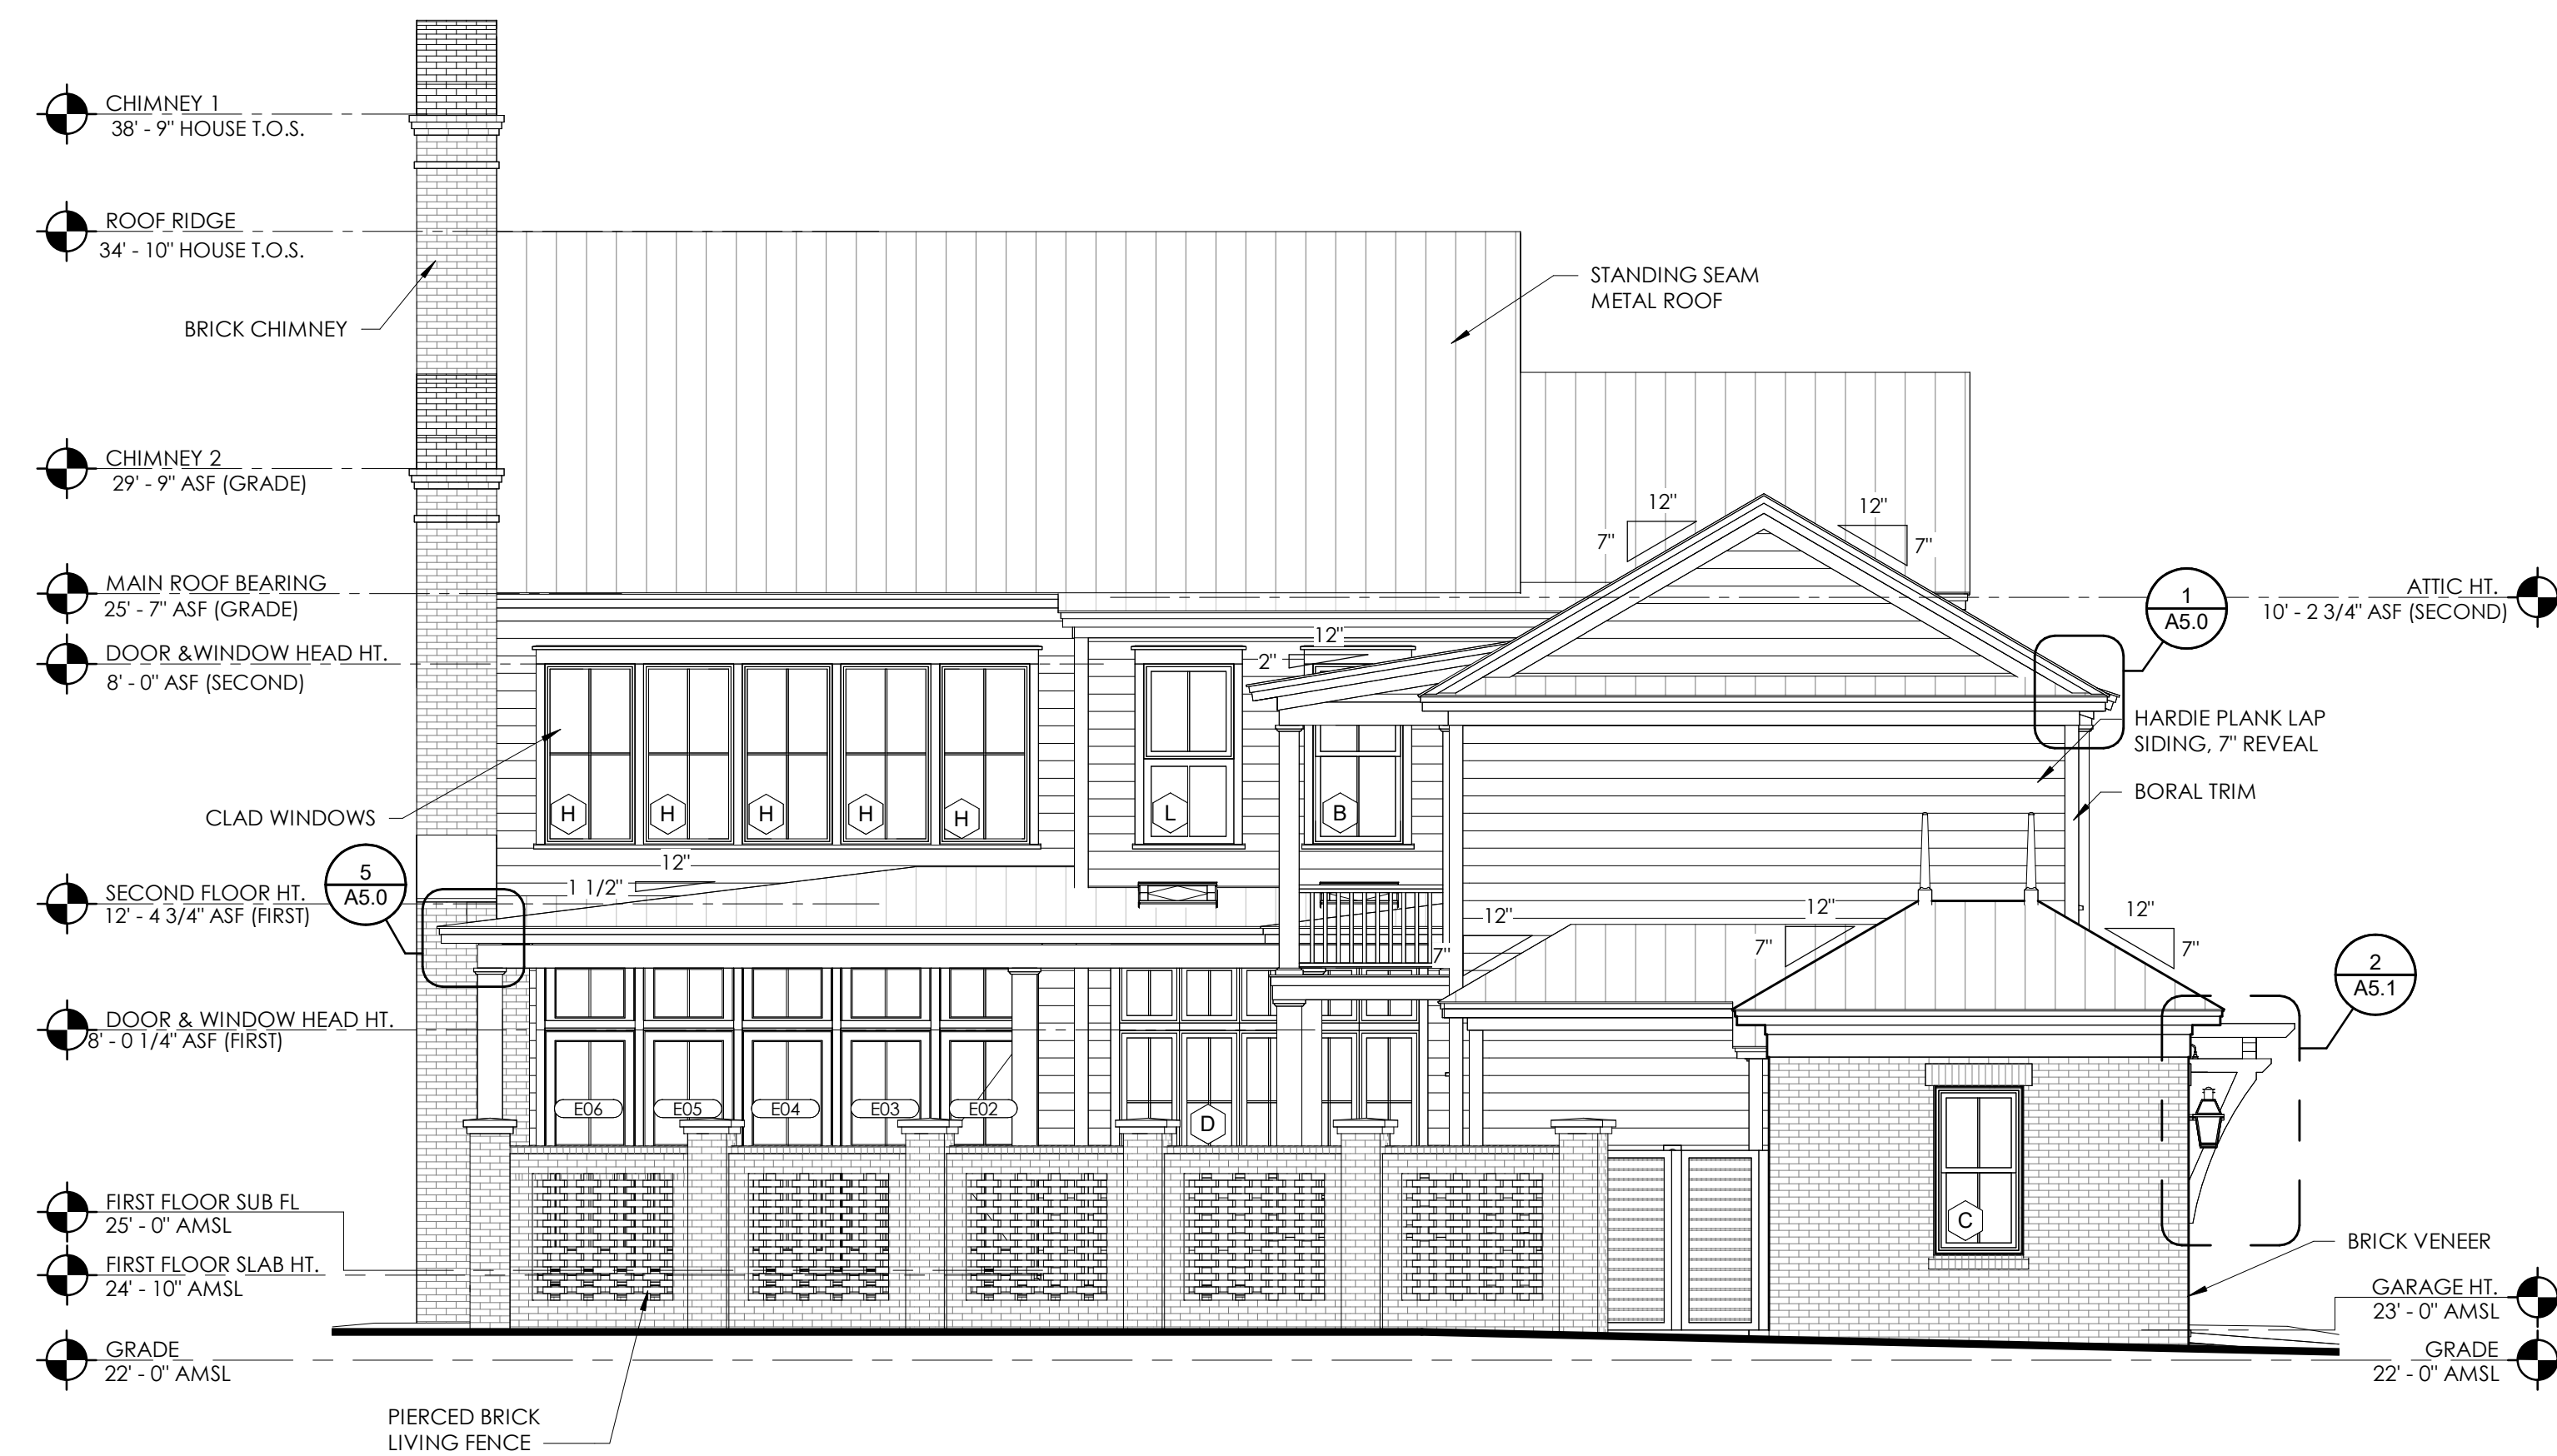 CHIMNEY 1
38' - 9" HOUSE T.O.S.
ROOF RIDGE
34' - 10" HOUSE T.O.S.
STANDING SEAM
METAL ROOF
BRICK CHIMNEY
CHIMNEY 2
29' - 9" ASF (GRADE)
12"
7"
12"
7"
MAIN ROOF BEARING
25' - 7" ASF (GRADE)
ATTIC HT.
10' - 2 3/4" ASF (SECOND)
1
A5.0
DOOR &WINDOW HEAD HT.
8' - 0" ASF (SECOND)
12"
2"
HARDIE PLANK LAP
SIDING, 7" REVEAL
BORAL TRIM
CLAD WINDOWS
H
H
H
H
H
L
B
5
A5.0
12"
1 1/2"
SECOND FLOOR HT.
12' - 4 3/4" ASF (FIRST)
12"
7"
12"
7"
12"
7"
2
A5.1
DOOR & WINDOW HEAD HT.
8' - 0 1/4" ASF (FIRST)
E06
E05
E04
E03
E02
D
C
FIRST FLOOR SUB FL
25' - 0" AMSL
FIRST FLOOR SLAB HT.
24' - 10" AMSL
BRICK VENEER
GARAGE HT.
23' - 0" AMSL
GRADE
22' - 0" AMSL
GRADE
22' - 0" AMSL
PIERCED BRICK
LIVING FENCE